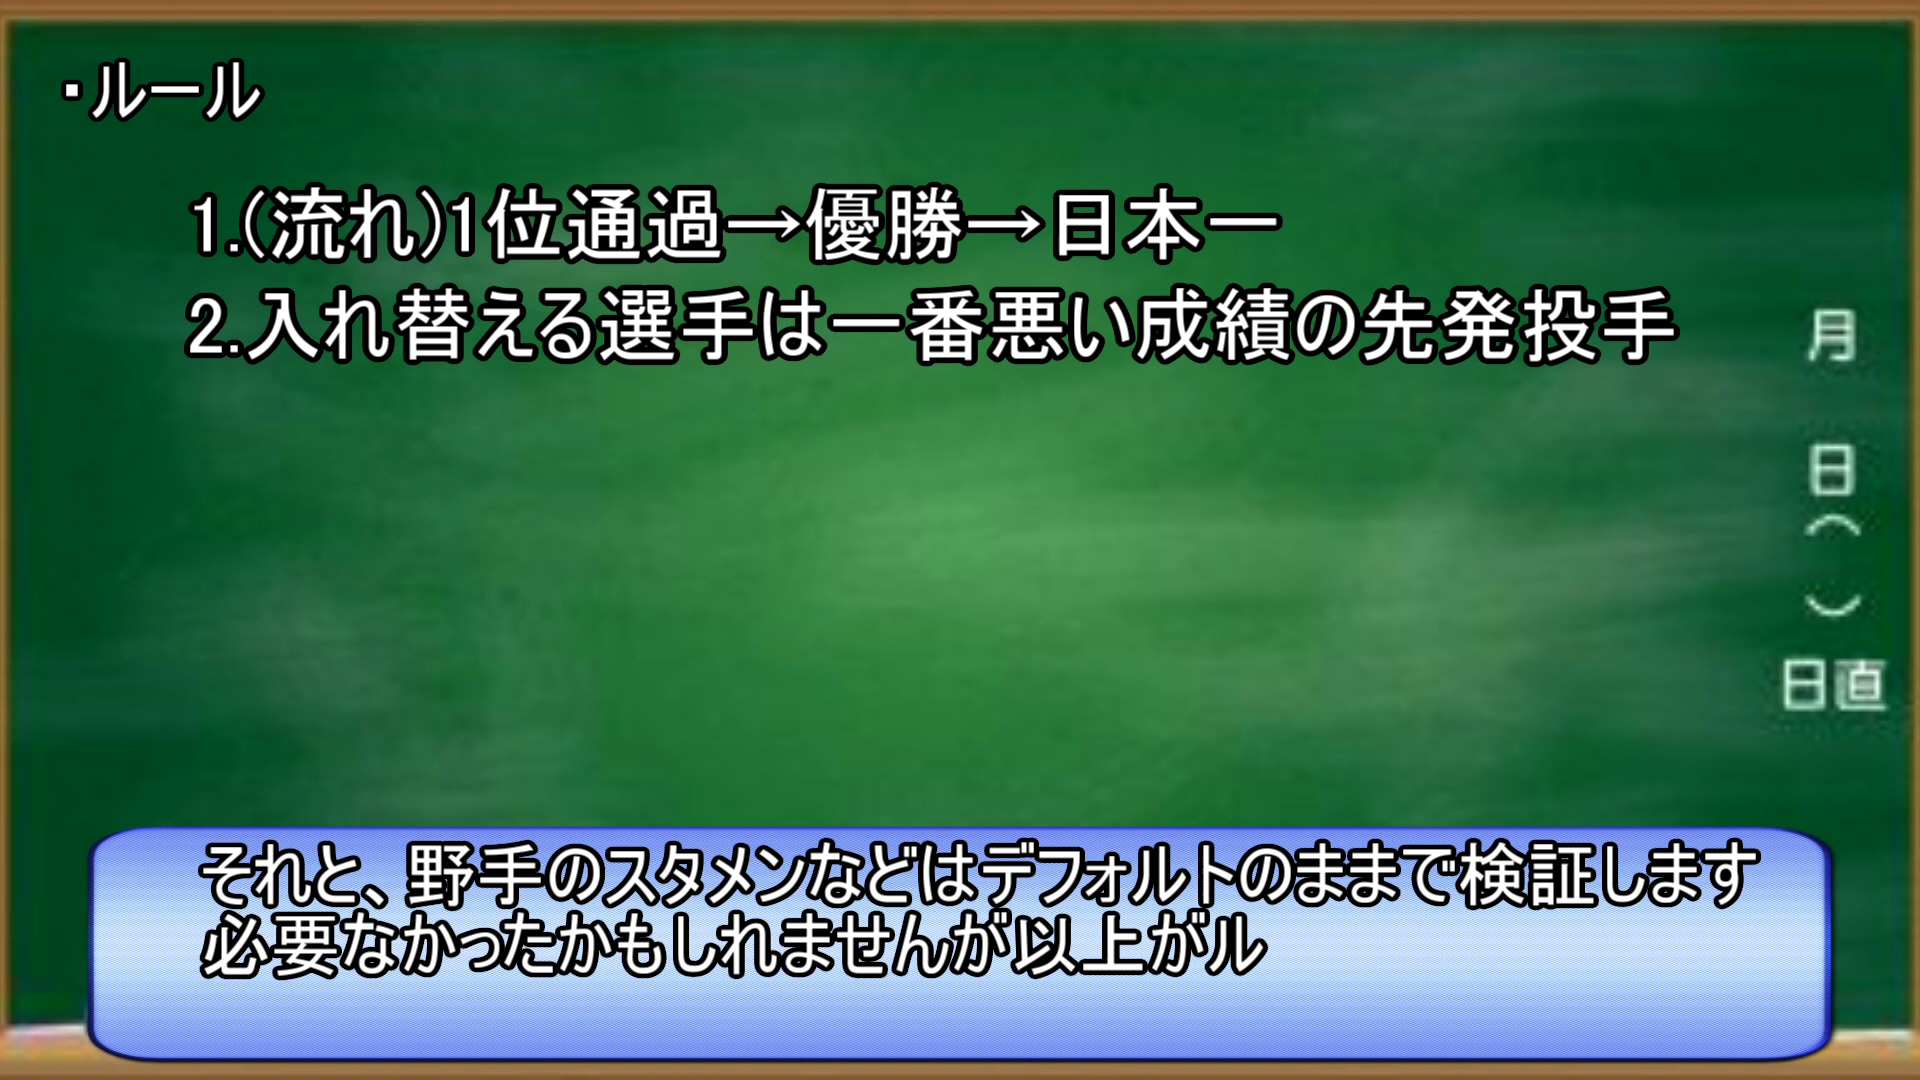 ・ルール
1.(流れ)1位通過→優勝→日本一
2.入れ替える選手は一番悪い成績の先発投手
月
日
(
)
日直
それと、野手のスタメンなどはデフォルトのままで検証します
必要なかったかもしれませんが以上がル